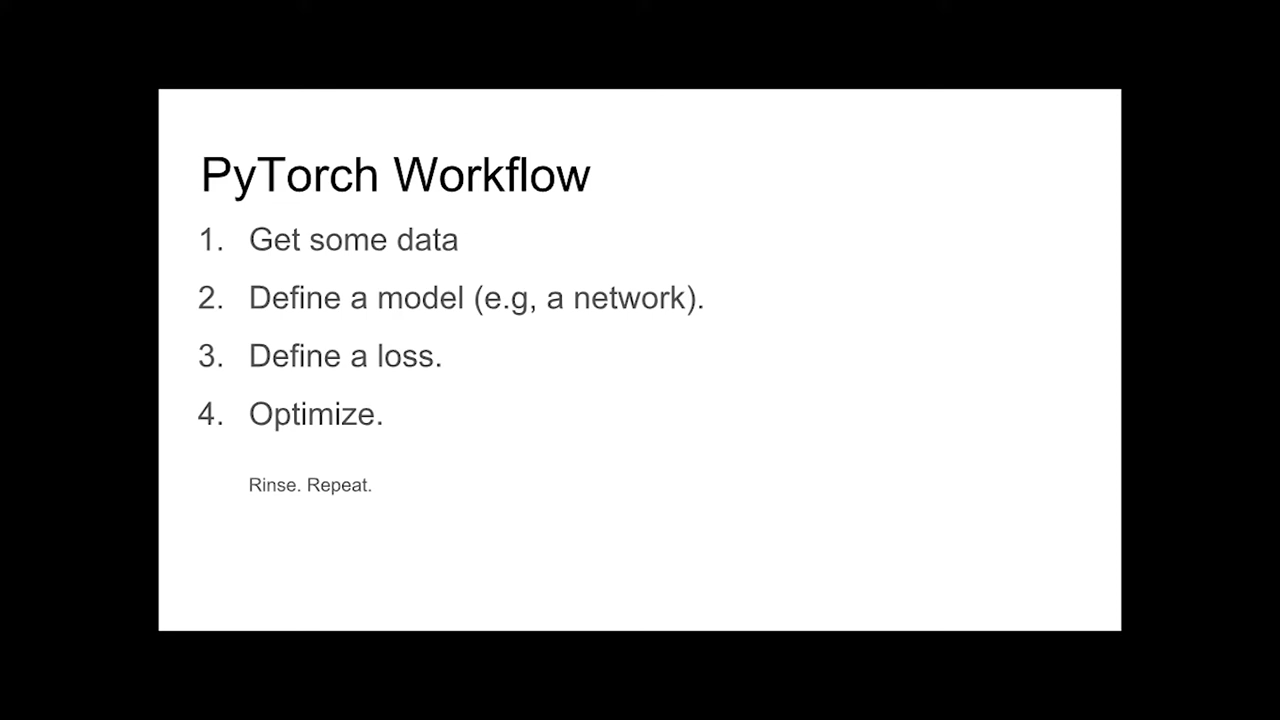 PyTorch Workflow
1. Get some data
2. Define a model (e.g, a network).
3. Define a loss.
4. Optimize.
Rinse. Repeat.